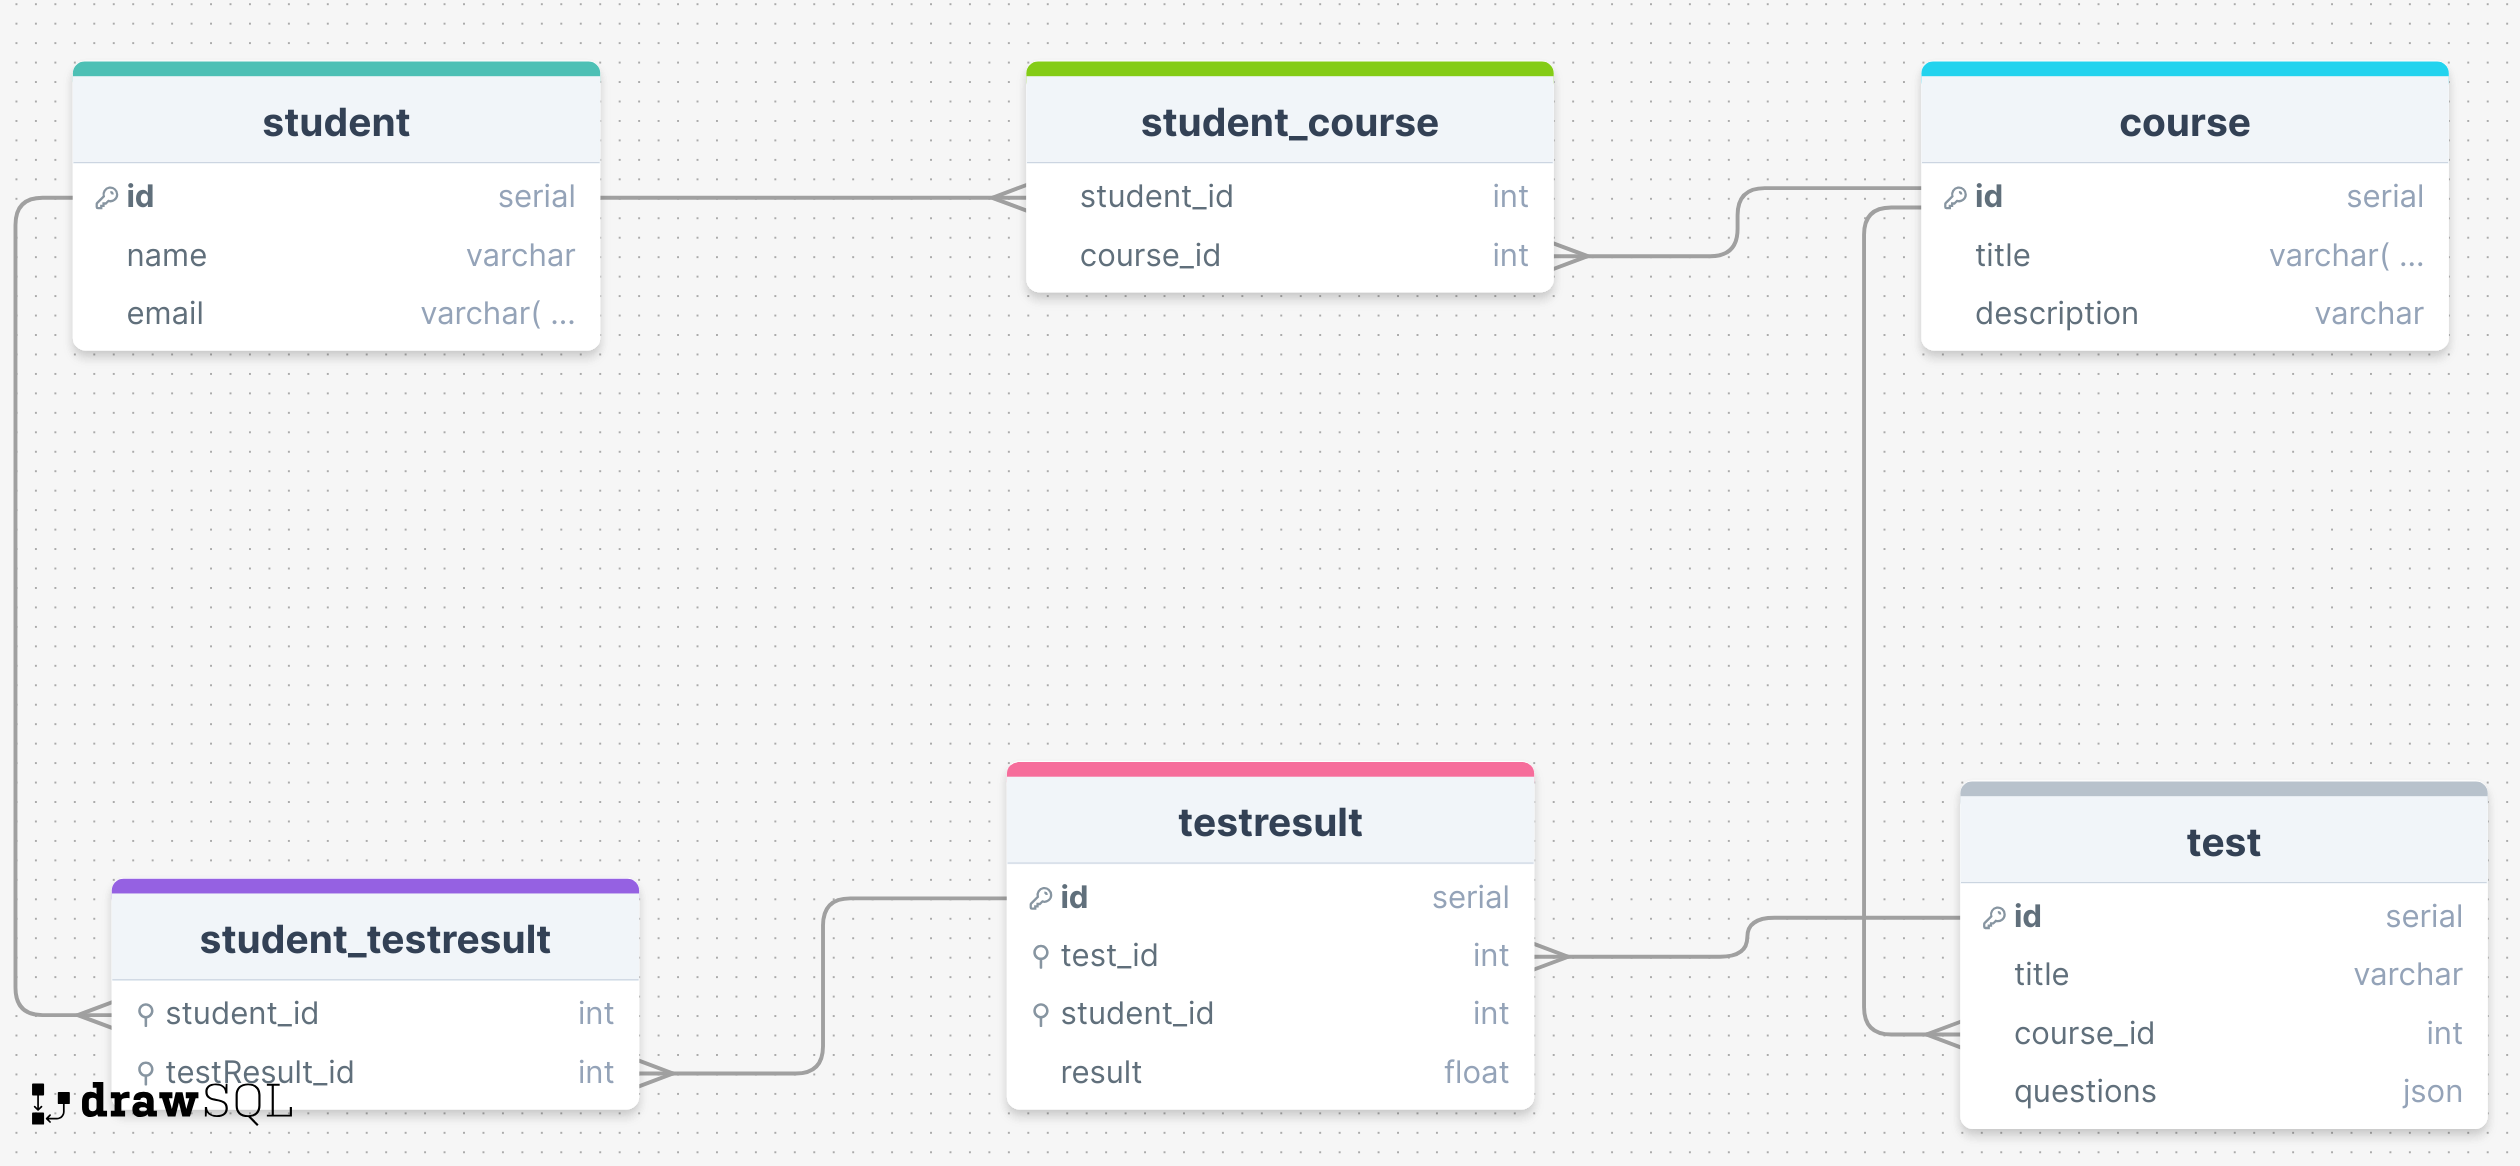 student
id serial
name varchar
email varchar( ...
student_course
student_id int
course_id int
course
id serial
title varchar( ...
description varchar
student_testresult
student_id int
testResult_id int
testresult
id serial
test_id int
student_id int
result float
test
id serial
title varchar
course_id int
questions json
drawSQL